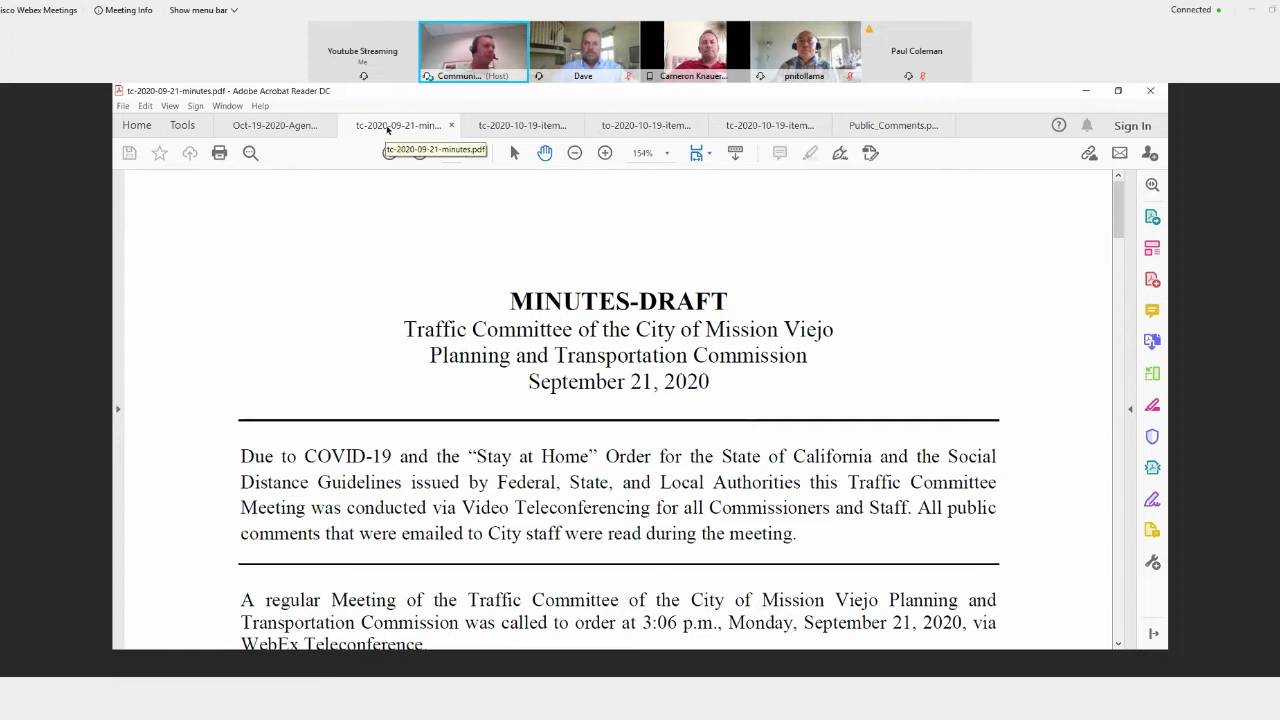 isco Webex Meetings
Meeting Info
Show menu bar
Connected
Youtube Streaming
Me
Communi... (Host)
Dave
Cameron Knauer...
pnitollama
Paul Coleman
tc-2020-09-21-minutes.pdf - Adobe Acrobat Reader DC
File Edit View Sign Window Help
Home
Tools
Oct-19-2020-Agen...
tc-2020-09-21-min...
tc-2020-10-19-item...
to-2020-10-19-item...
tc-2020-10-19-item...
Public_Comments.p...
Sign In
tc-2020-09-21-minutes.pdf
154%
MINUTES-DRAFT
Traffic Committee of the City of Mission Viejo
Planning and Transportation Commission
September 21, 2020
Due to COVID-19 and the “Stay at Home” Order for the State of California and the Social
Distance Guidelines issued by Federal, State, and Local Authorities this Traffic Committee
Meeting was conducted via Video Teleconferencing for all Commissioners and Staff. All public
comments that were emailed to City staff were read during the meeting.
A regular Meeting of the Traffic Committee of the City of Mission Viejo Planning and
Transportation Commission was called to order at 3:06 p.m., Monday, September 21, 2020, via
WebEx Teleconference.